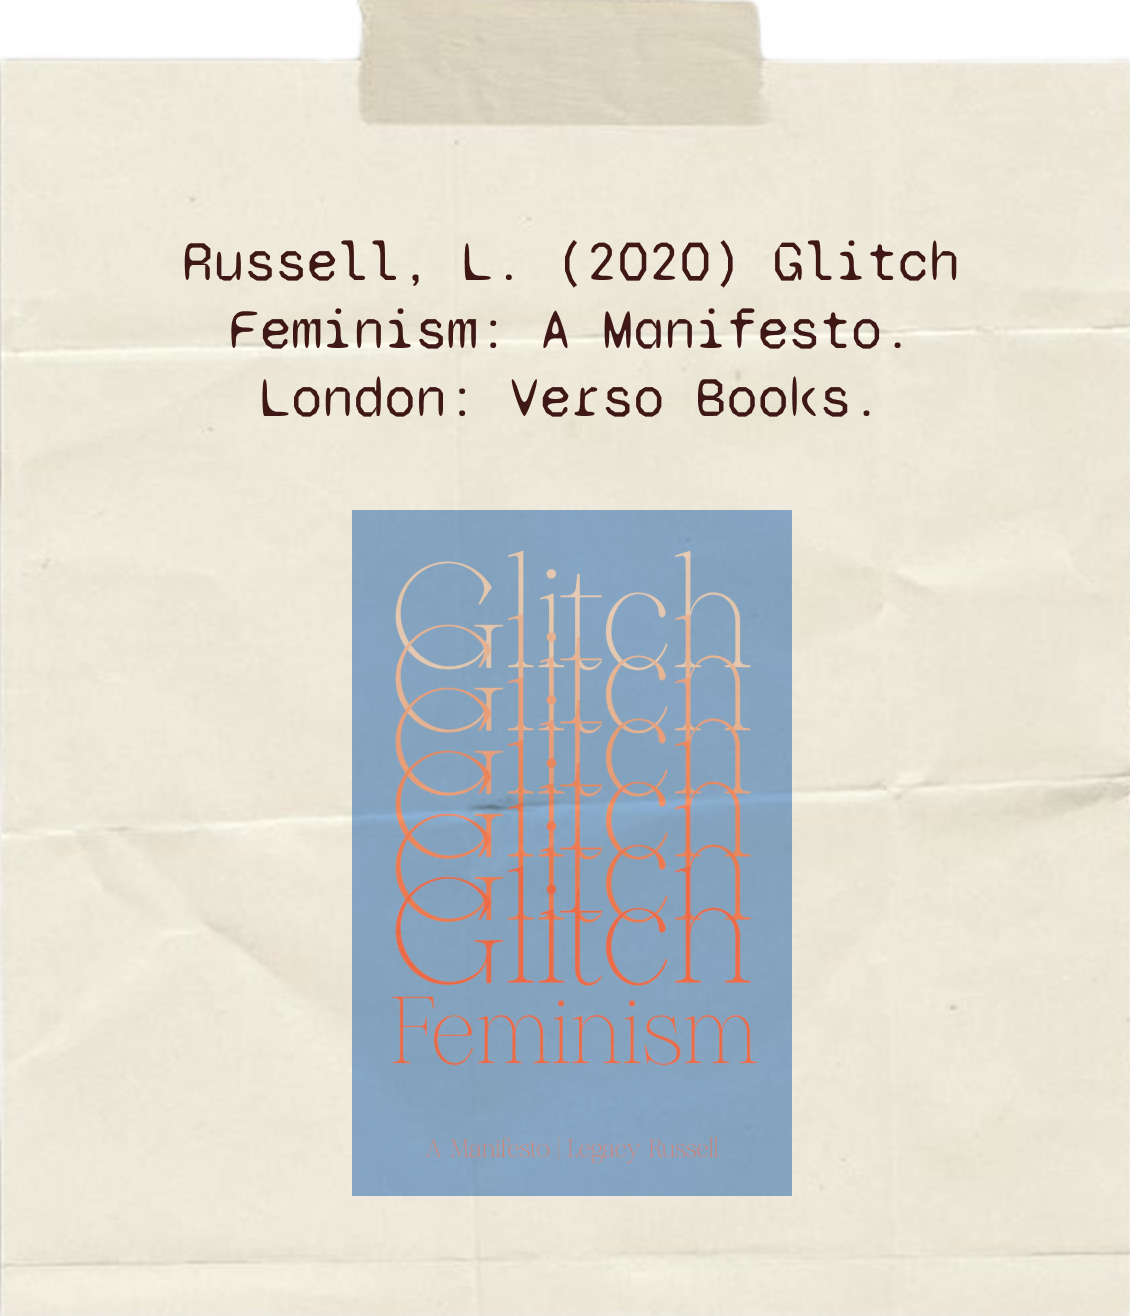 Russell, L. (2020) Glitch
Feminism: A Manifesto.
London: Verso Books.
Glitch
Glitch
Glitch
Glitch
Glitch
Glitch
Feminism
A Manifesto | Legacy Russell